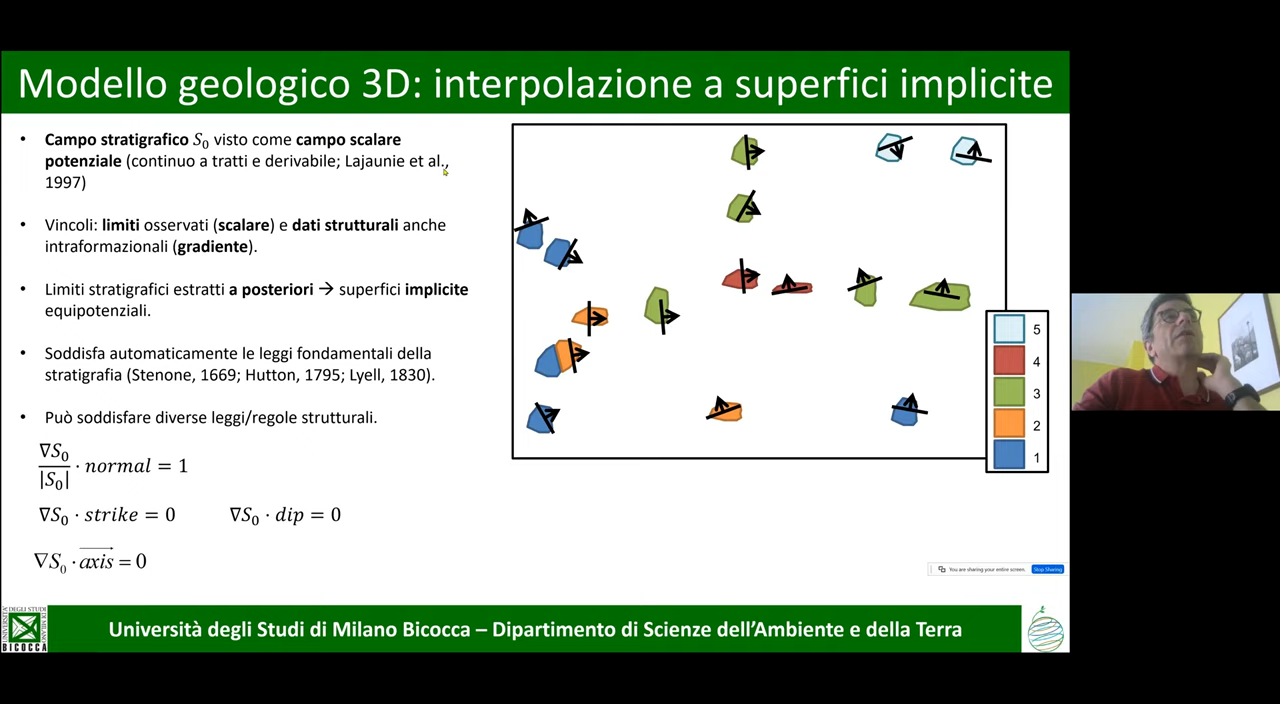 Modello geologico 3D: interpolazione a superfici implicite
• Campo stratigrafico S₀ visto come campo scalare
potenziale (continuo a tratti e derivabile; Lajaunie et al.,
1997)
• Vincoli: limiti osservati (scalare) e dati strutturali anche
intraformazionali (gradiente).
• Limiti stratigrafici estratti a posteriori → superfici implicite
equipotenziali.
• Soddisfa automaticamente le leggi fondamentali della
stratigrafia (Stenone, 1669; Hutton, 1795; Lyell, 1830).
• Può soddisfare diverse leggi/regole strutturali.
∇S₀/|S₀| · normal = 1
∇S₀ · strike = 0 ∇S₀ · dip = 0
∇S₀ · axis = 0
5
4
3
2
1
You are sharing your entire screen. Stop Sharing
Università degli Studi di Milano Bicocca – Dipartimento di Scienze dell'Ambiente e della Terra
BICOCCA